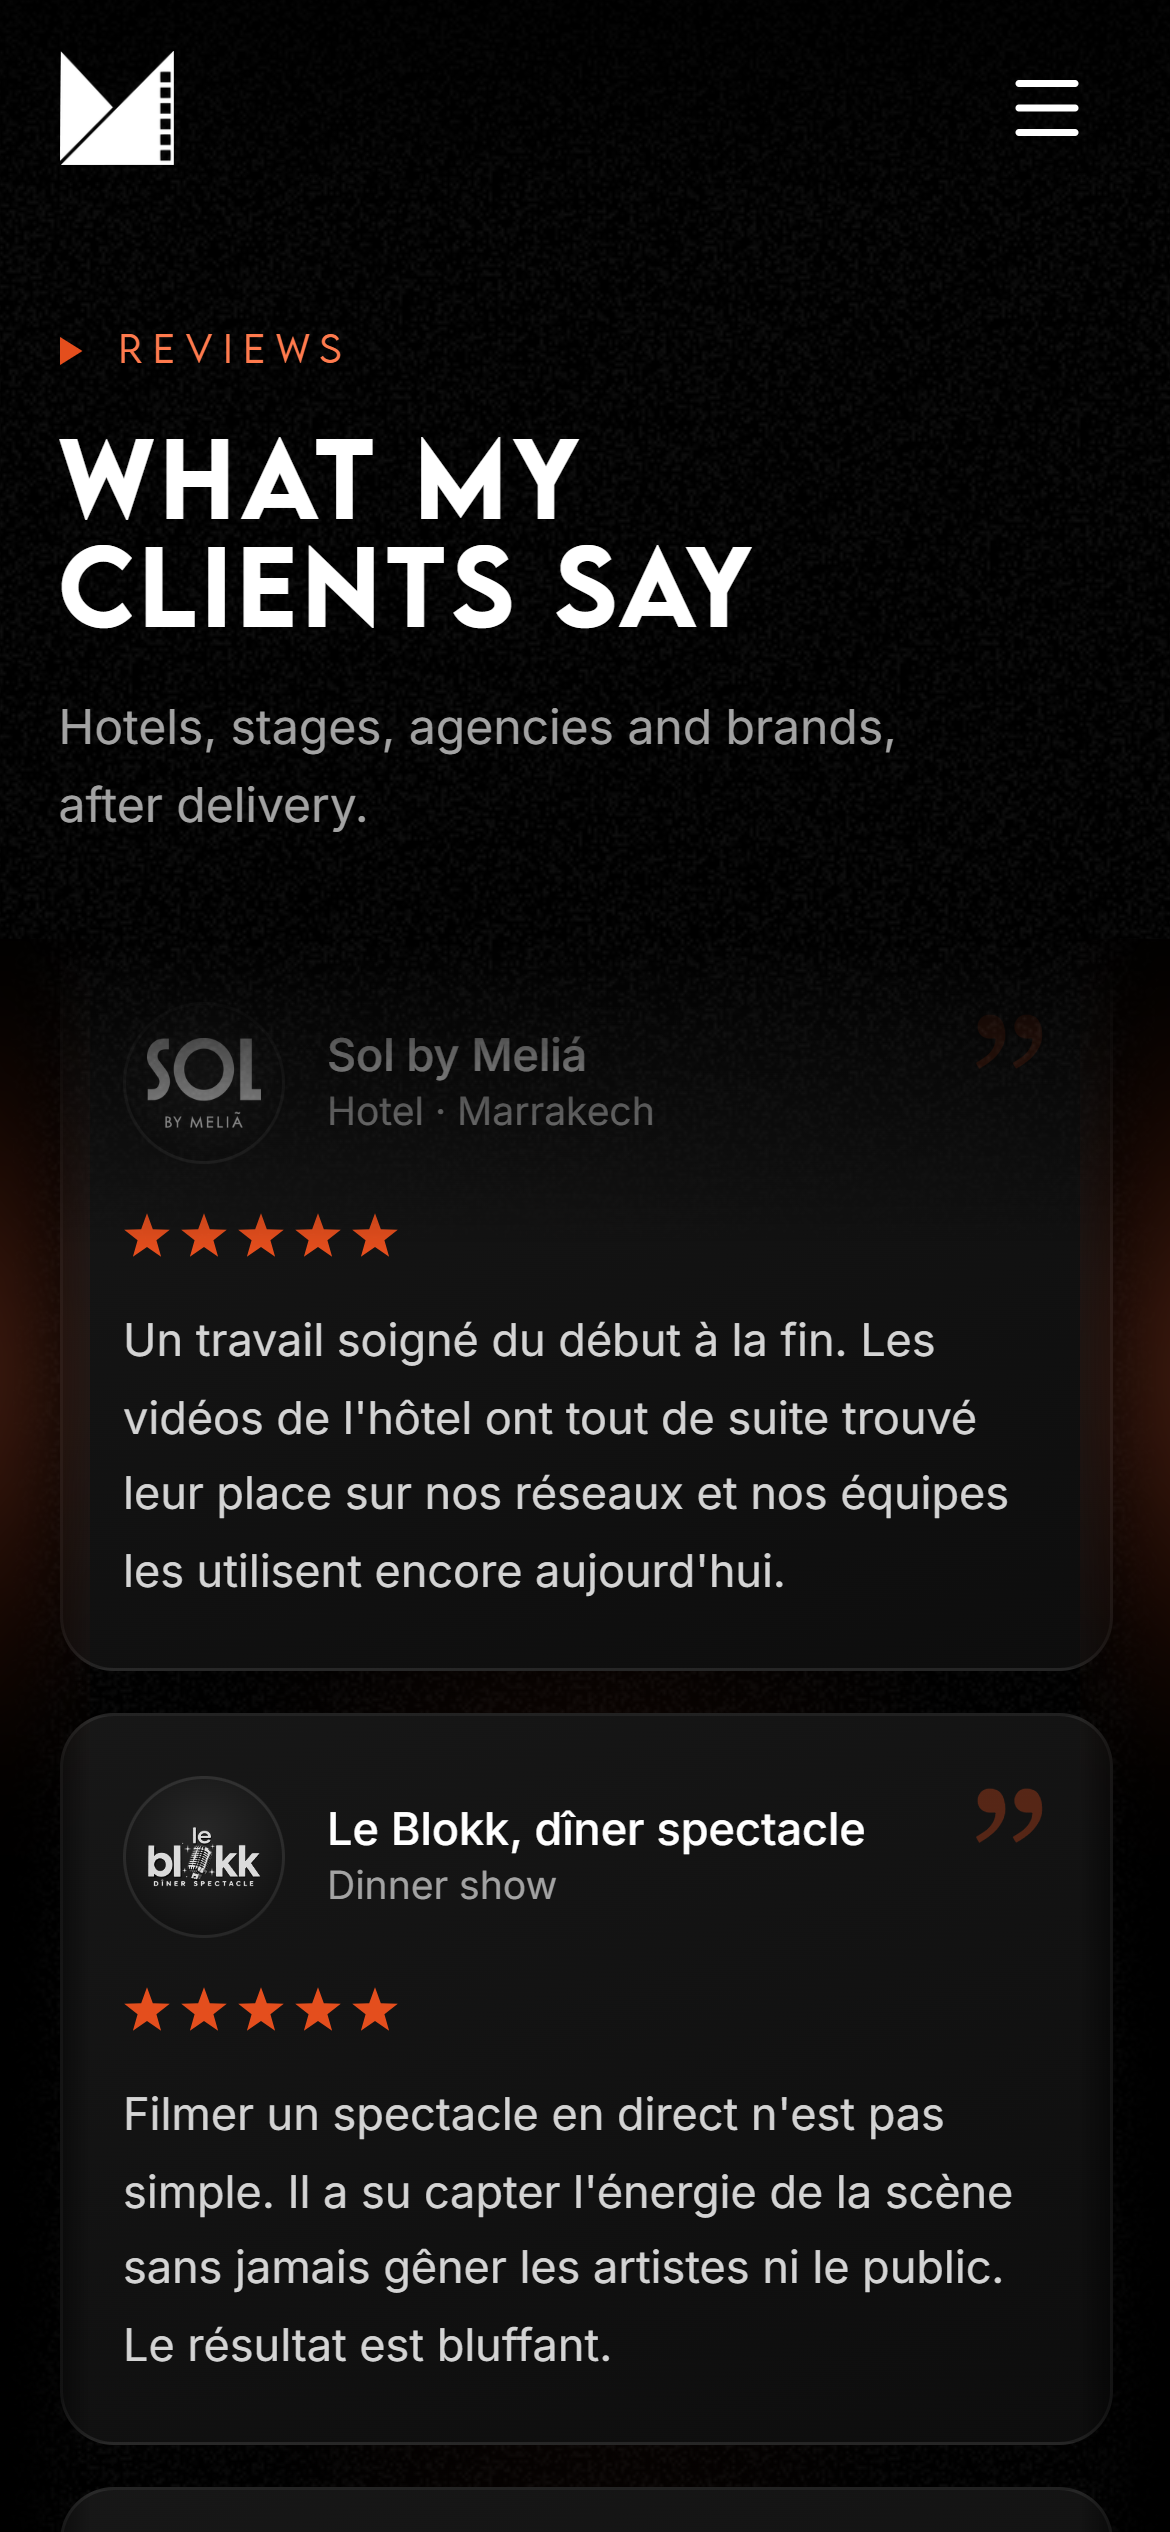 REVIEWS
WHAT MY
CLIENTS SAY
Hotels, stages, agencies and brands,
after delivery.
SOL
BY MELIÃ
Sol by Meliá
Hotel · Marrakech
”
Un travail soigné du début à la fin. Les
vidéos de l'hôtel ont tout de suite trouvé
leur place sur nos réseaux et nos équipes
les utilisent encore aujourd'hui.
le
blokk
DÎNER SPECTACLE
Le Blokk, dîner spectacle
Dinner show
”
Filmer un spectacle en direct n'est pas
simple. Il a su capter l'énergie de la scène
sans jamais gêner les artistes ni le public.
Le résultat est bluffant.